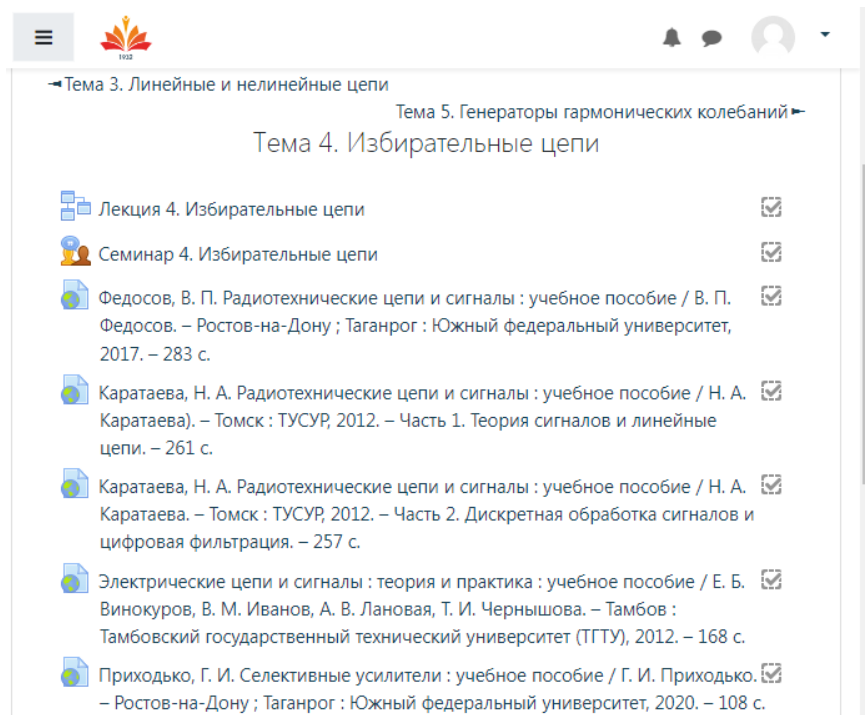 1932
Тема 3. Линейные и нелинейные цепи
Тема 5. Генераторы гармонических колебаний
Тема 4. Избирательные цепи
Лекция 4. Избирательные цепи
Семинар 4. Избирательные цепи
Федосов, В. П. Радиотехнические цепи и сигналы : учебное пособие / В. П.
Федосов. – Ростов-на-Дону ; Таганрог : Южный федеральный университет,
2017. – 283 с.
Каратаева, Н. А. Радиотехнические цепи и сигналы : учебное пособие / Н. А.
Каратаева). – Томск : ТУСУР, 2012. – Часть 1. Теория сигналов и линейные
цепи. – 261 с.
Каратаева, Н. А. Радиотехнические цепи и сигналы : учебное пособие / Н. А.
Каратаева. – Томск : ТУСУР, 2012. – Часть 2. Дискретная обработка сигналов и
цифровая фильтрация. – 257 с.
Электрические цепи и сигналы : теория и практика : учебное пособие / Е. Б.
Винокуров, В. М. Иванов, А. В. Лановая, Т. И. Чернышова. – Тамбов :
Тамбовский государственный технический университет (ТГТУ), 2012. – 168 с.
Приходько, Г. И. Селективные усилители : учебное пособие / Г. И. Приходько.
– Ростов-на-Дону ; Таганрог : Южный федеральный университет, 2020. – 108 с.